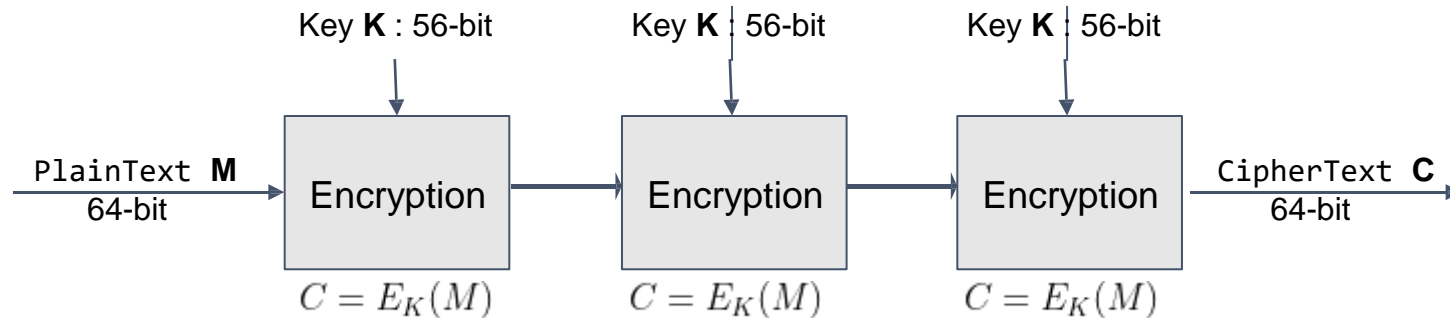 Key K : 56-bit
Key K : 56-bit
Key K : 56-bit
PlainText M
64-bit
Encryption
Encryption
Encryption
CipherText C
64-bit
C = E_K(M)
C = E_K(M)
C = E_K(M)